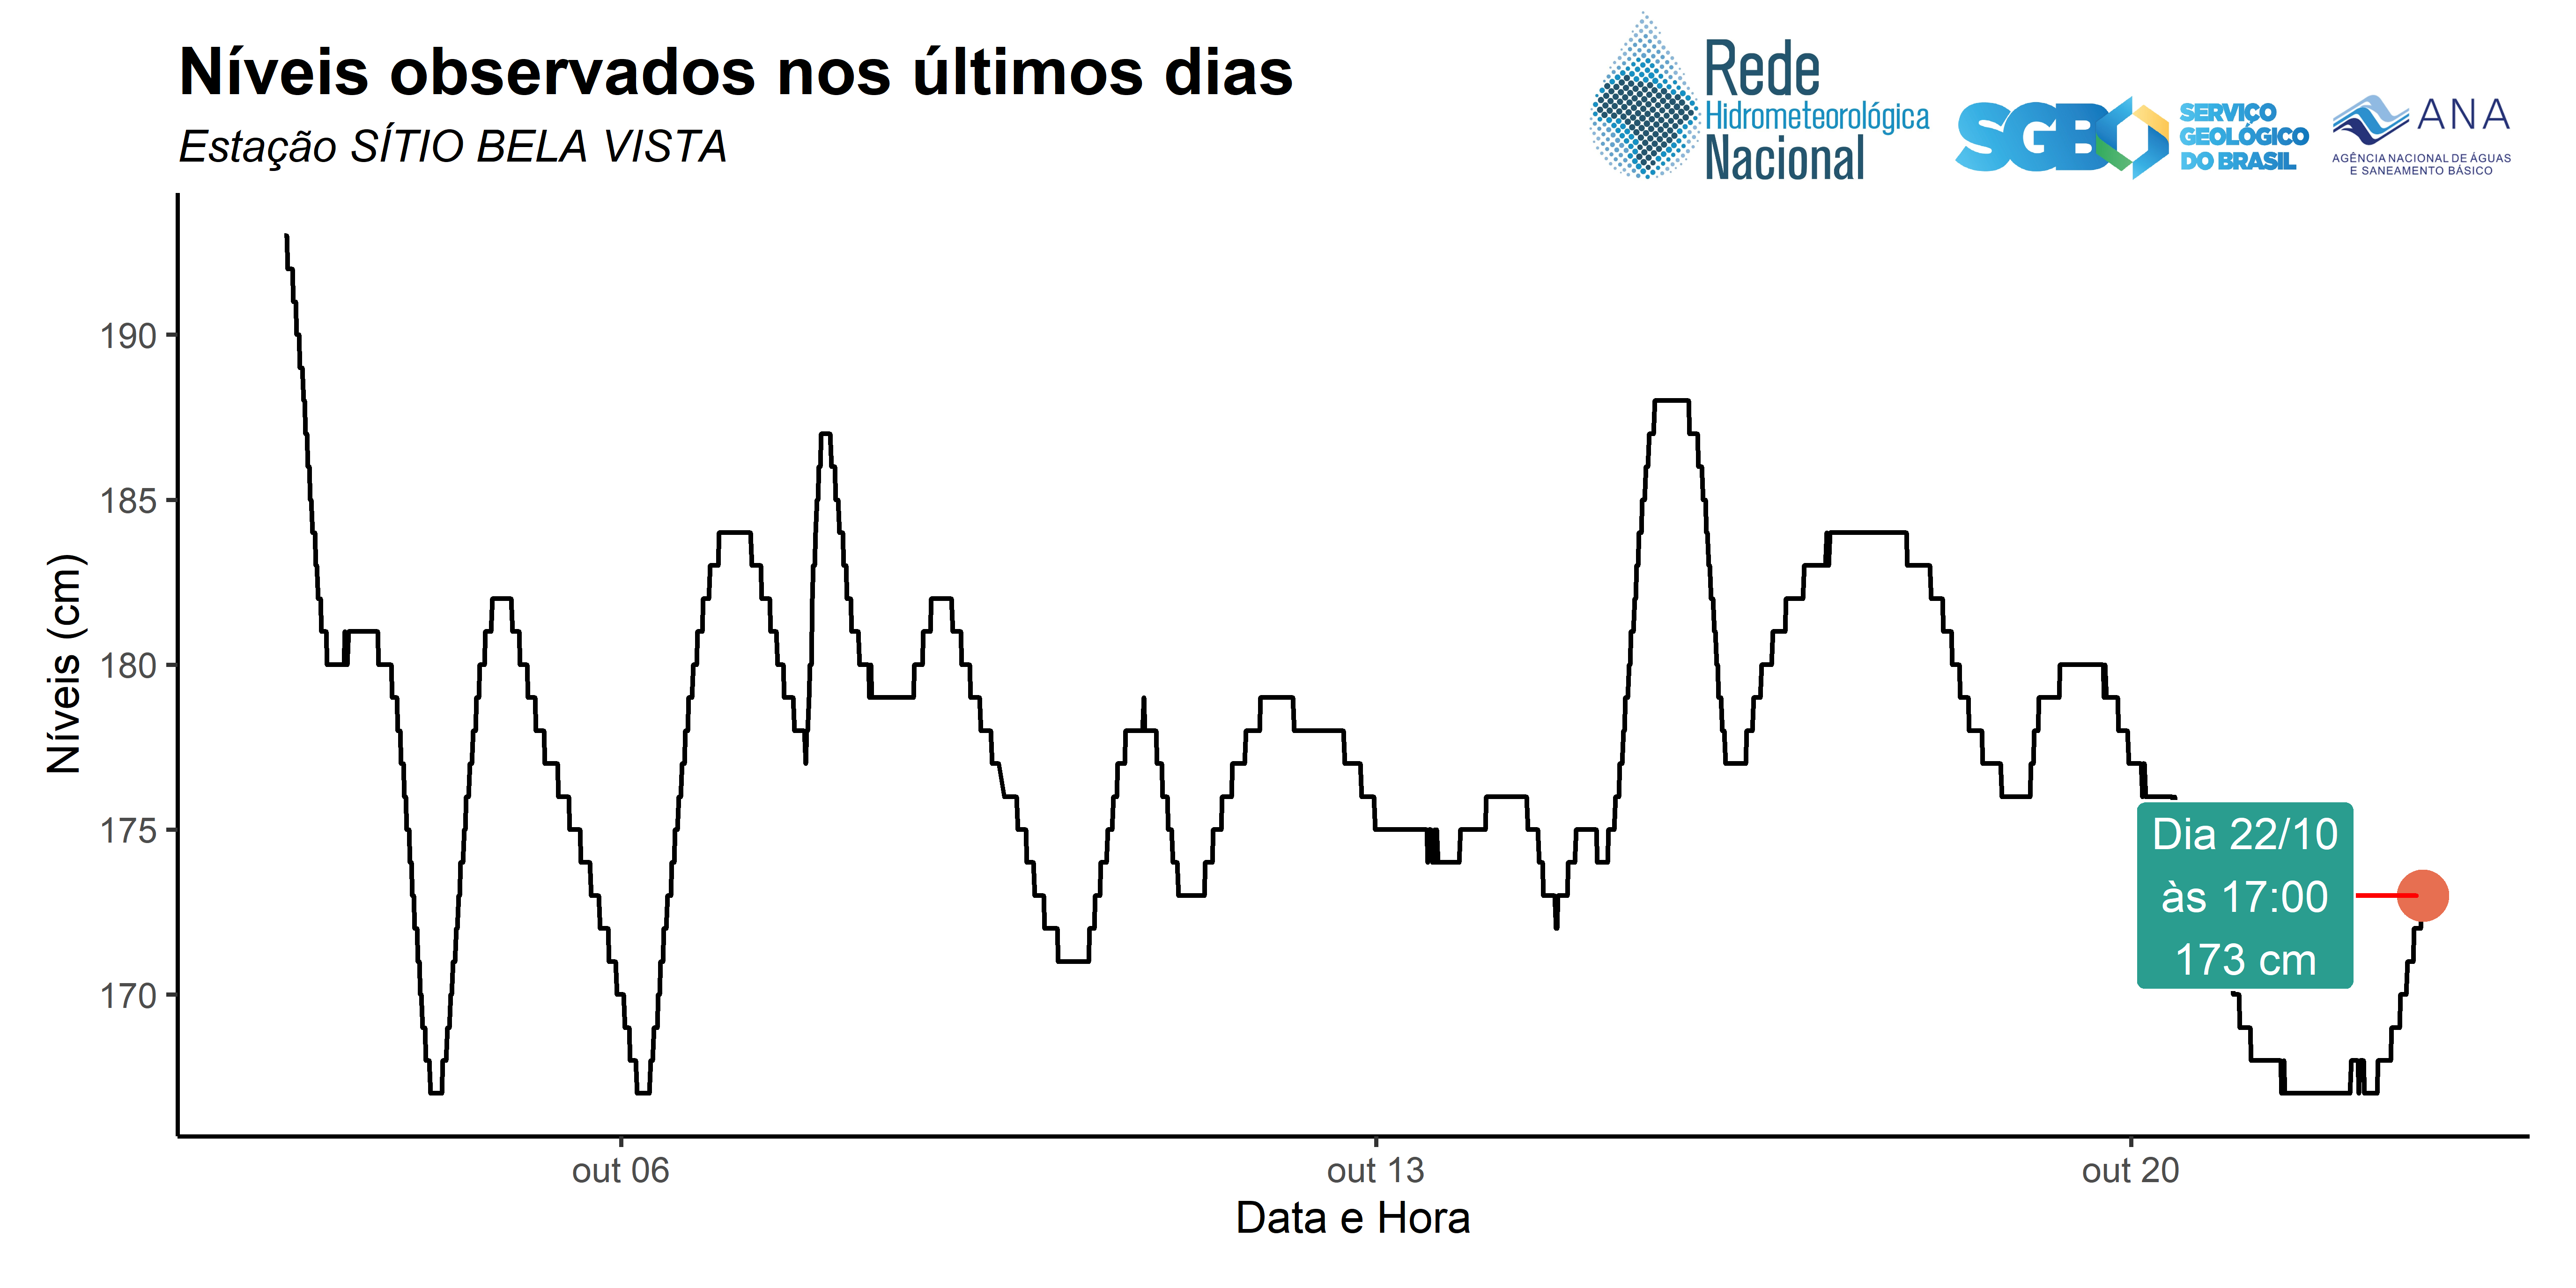 Níveis observados nos últimos dias
Estação SÍTIO BELA VISTA
Rede
Hidrometeorológica
Nacional
SGB
SERVIÇO
GEOLÓGICO
DO BRASIL
ANA
AGÊNCIA NACIONAL DE ÁGUAS
E SANEAMENTO BÁSICO
Níveis (cm)
190
185
180
175
170
Dia 22/10
às 17:00
173 cm
out 06
out 13
out 20
Data e Hora